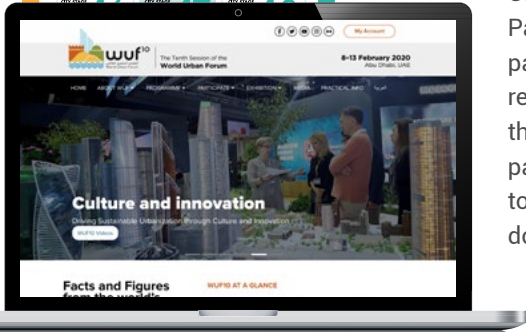 My Account
wuf10
The Tenth Session of the
World Urban Forum
8–13 February 2020
Abu Dhabi, UAE
HOME ABOUT WUF PROGRAMME PARTICIPATE EXHIBITION MEDIA PRACTICAL INFO العربية
Culture and innovation
Driving Sustainable Urbanization through Culture and Innovation
WUF10 Videos
Facts and Figures
from the world's
WUF10 AT A GLANCE